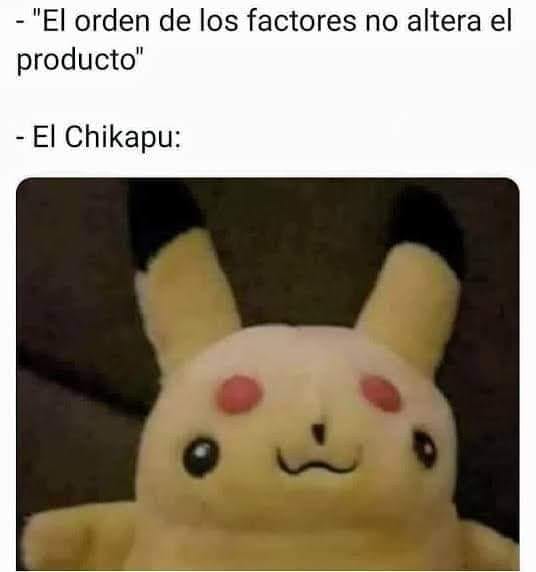 - "El orden de los factores no altera el
producto"
- El Chikapu: